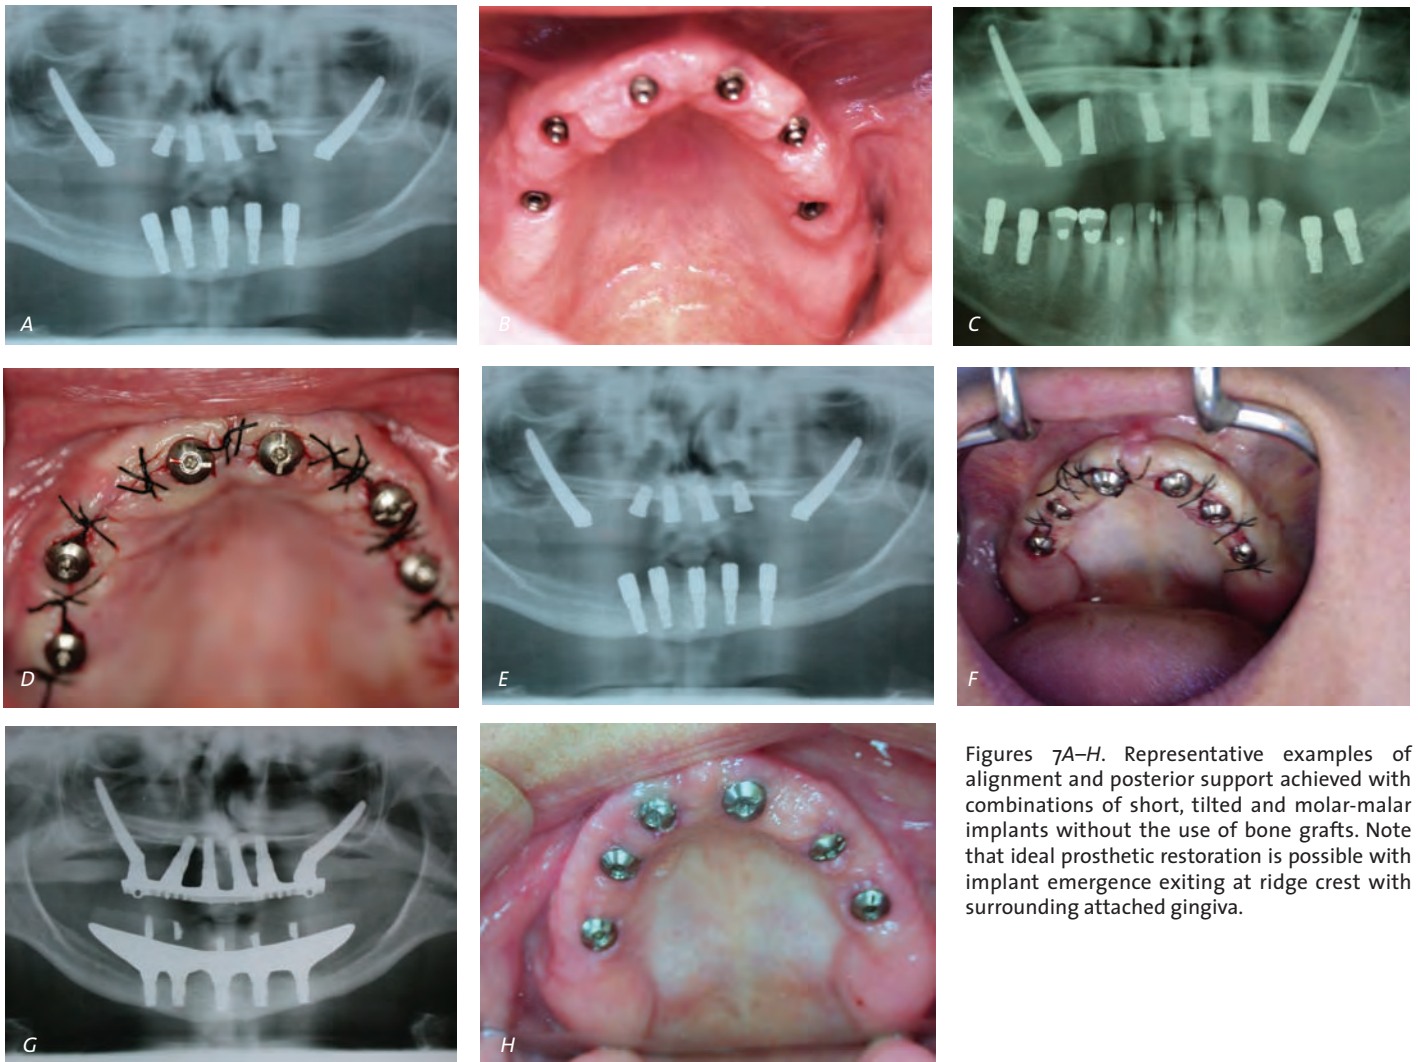 A
B
C
D
E
F
Figures 7A–H. Representative examples of
alignment and posterior support achieved with
combinations of short, tilted and molar-malar
implants without the use of bone grafts. Note
that ideal prosthetic restoration is possible with
implant emergence exiting at ridge crest with
surrounding attached gingiva.
G
H